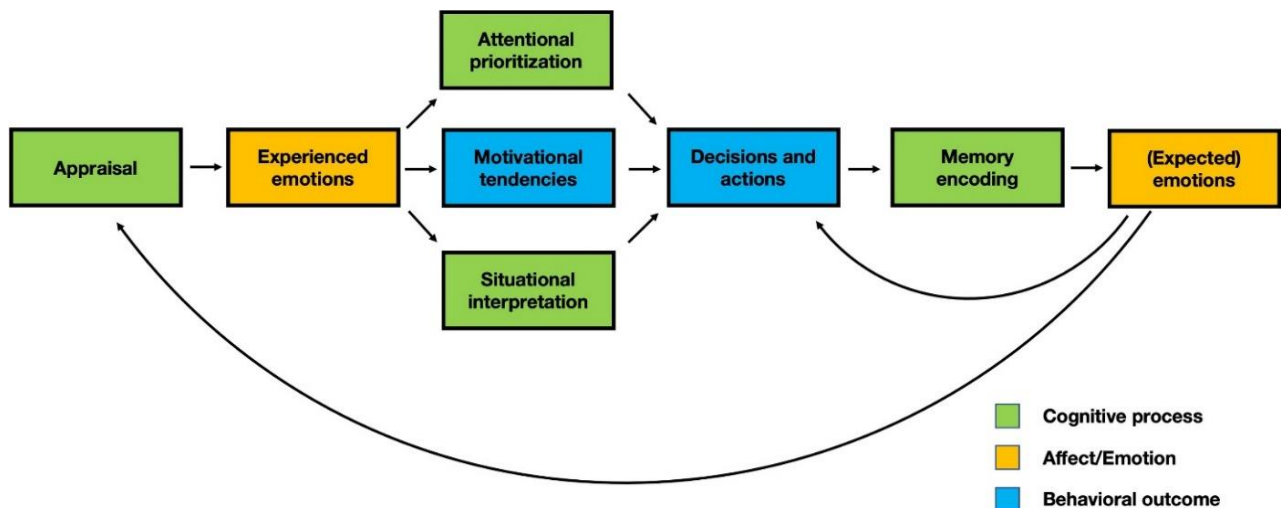 Attentional
prioritization
Appraisal
Experienced
emotions
Motivational
tendencies
Decisions and
actions
Memory
encoding
(Expected)
emotions
Situational
interpretation
Cognitive process
Affect/Emotion
Behavioral outcome